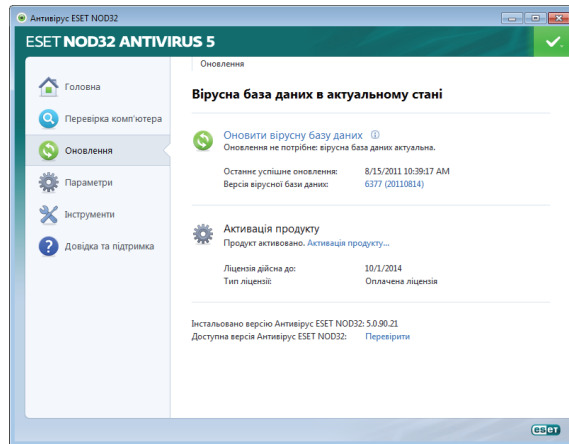 Антивірус ESET NOD32
ESET NOD32 ANTIVIRUS 5
Оновлення
Головна
Перевірка комп'ютера
Оновлення
Параметри
Інструменти
Довідка та підтримка
Вірусна база даних в актуальному стані
Оновити вірусну базу даних
Оновлення не потрібне: вірусна база даних актуальна.
Останнє успішне оновлення: 8/15/2011 10:39:17 AM
Версія вірусної бази даних: 6377 (20110814)
Активація продукту
Продукт активовано. Активація продукту...
Ліцензія дійсна до: 10/1/2014
Тип ліцензії: Оплачена ліцензія
Інстальовано версію Антивірус ESET NOD32: 5.0.90.21
Доступна версія Антивірус ESET NOD32: Перевірити
eset